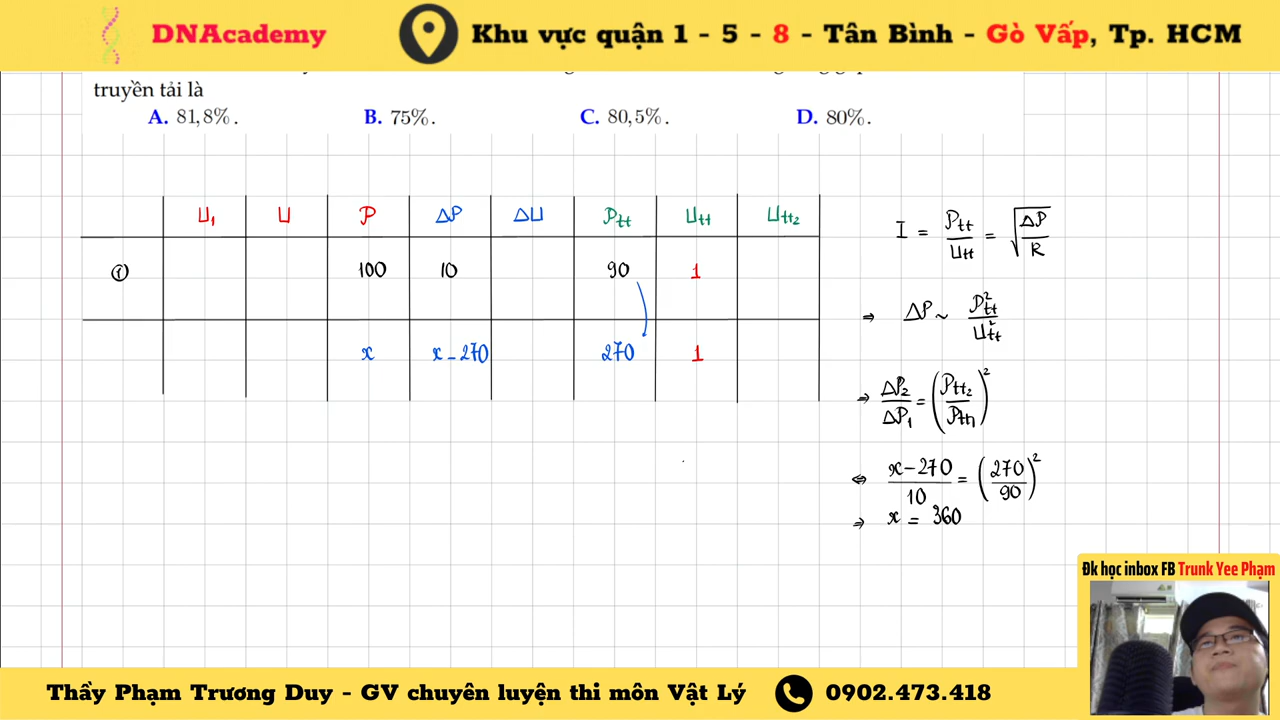 DNAcademy
Khu vực quận 1 - 5 - 8 - Tân Bình - Gò Vấp, Tp. HCM
truyền tải là
A. 81,8%. B. 75%. C. 80,5%. D. 80%.
U₁ U P ΔP ΔU Ptt Utt Utt₂
① 100 10 90 1
x x - 270 270 1
I = Ptt/Utt = √(ΔP/R)
⇒ ΔP ~ P²tt/U²tt
⇒ ΔP₂/ΔP₁ = (Ptt₂/Ptt₁)²
⇔ (x - 270)/10 = (270/90)²
⇒ x = 360
Đk học inbox FB Trunk Yee Phạm
Thầy Phạm Trương Duy - GV chuyên luyện thi môn Vật Lý 0902.473.418